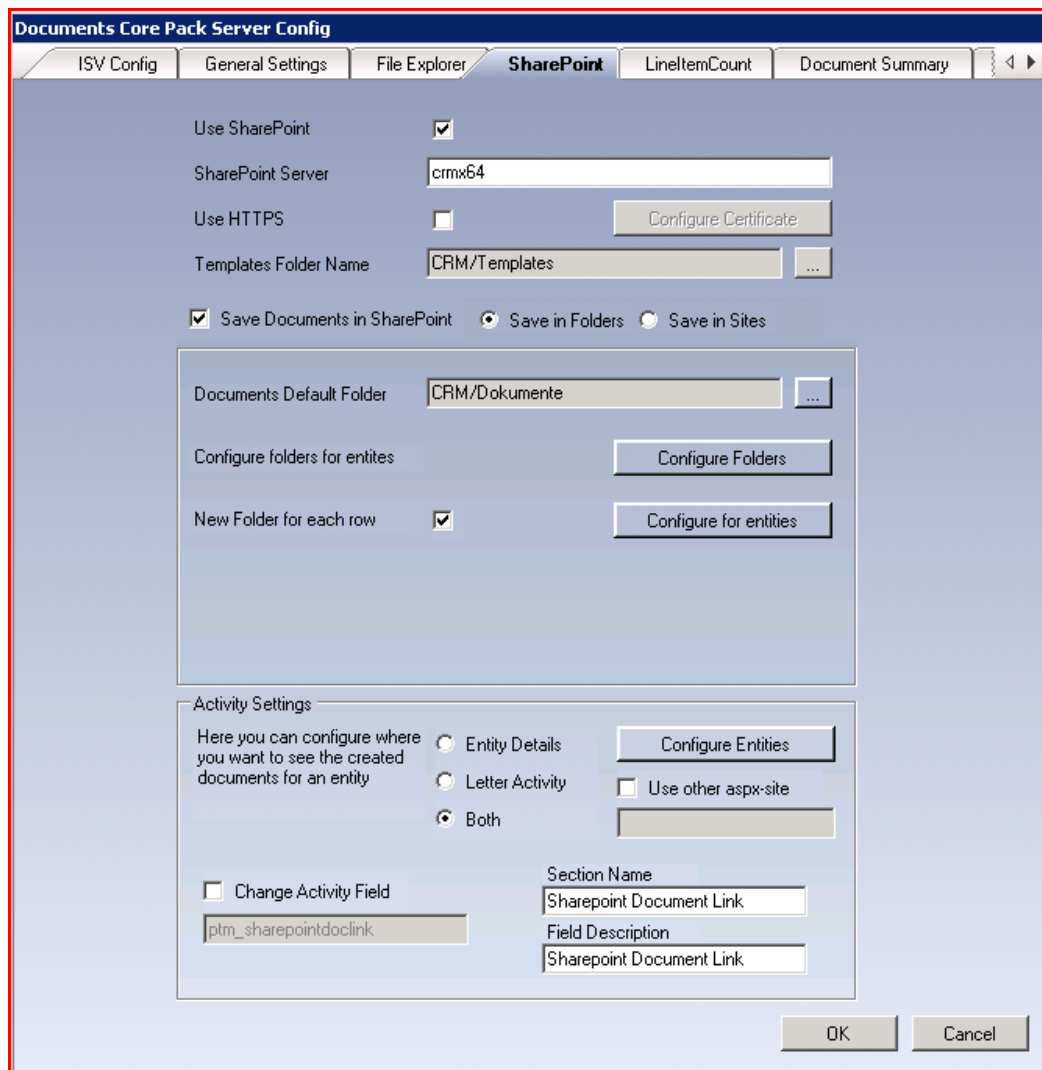 Documents Core Pack Server Config
ISV Config General Settings File Explorer SharePoint LineItemCount Document Summary
Use SharePoint
SharePoint Server crmx64
Use HTTPS Configure Certificate
Templates Folder Name CRM/Templates ...
Save Documents in SharePoint Save in Folders Save in Sites
Documents Default Folder CRM/Dokumente ...
Configure folders for entites Configure Folders
New Folder for each row Configure for entities
Activity Settings
Here you can configure where
you want to see the created
documents for an entity
Entity Details Configure Entities
Letter Activity Use other aspx-site
Both
Change Activity Field
ptm_sharepointdoclink
Section Name
Sharepoint Document Link
Field Description
Sharepoint Document Link
OK Cancel